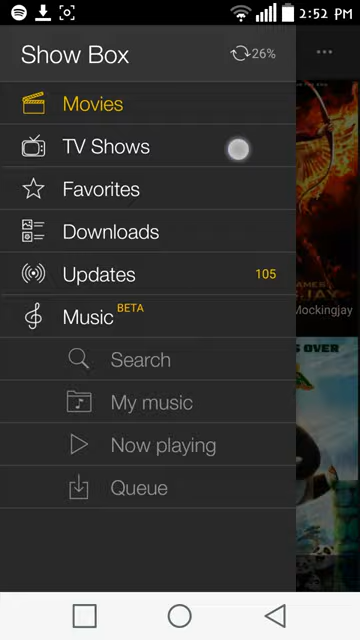 2:52 PM
Show Box
26%
Movies
TV Shows
Favorites
Downloads
Updates
105
Music BETA
Search
My music
Now playing
Queue
Mockingjay
OVER